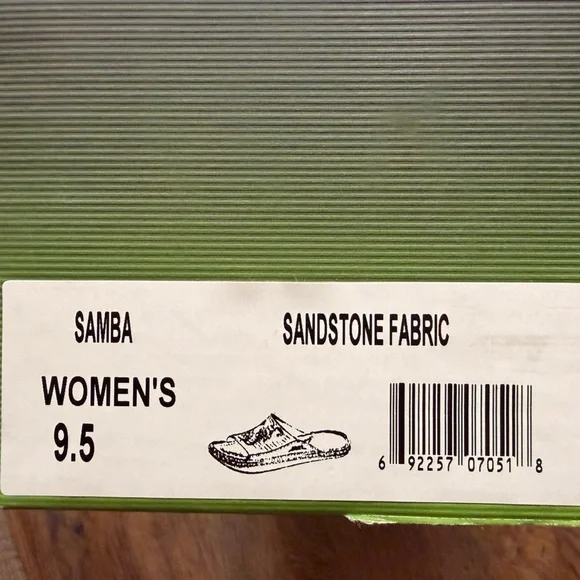 SAMBA SANDSTONE FABRIC
WOMEN'S
9.5
6 92257 07051 8